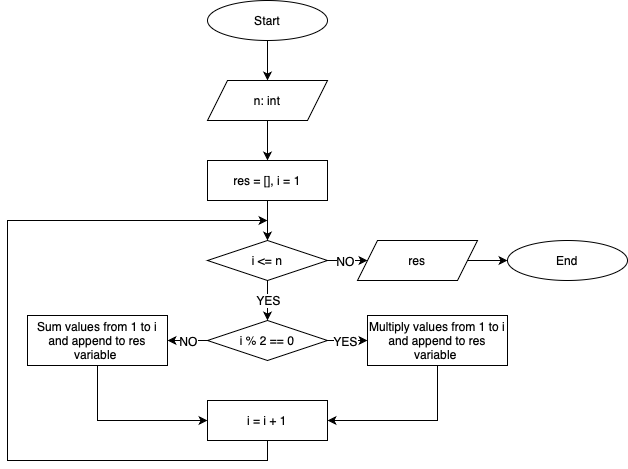 Start
n: int
res = [], i = 1
i <= n
NO
res
End
YES
Sum values from 1 to i
and append to res
variable
NO
i % 2 == 0
YES
Multiply values from 1 to i
and append to res
variable
i = i + 1